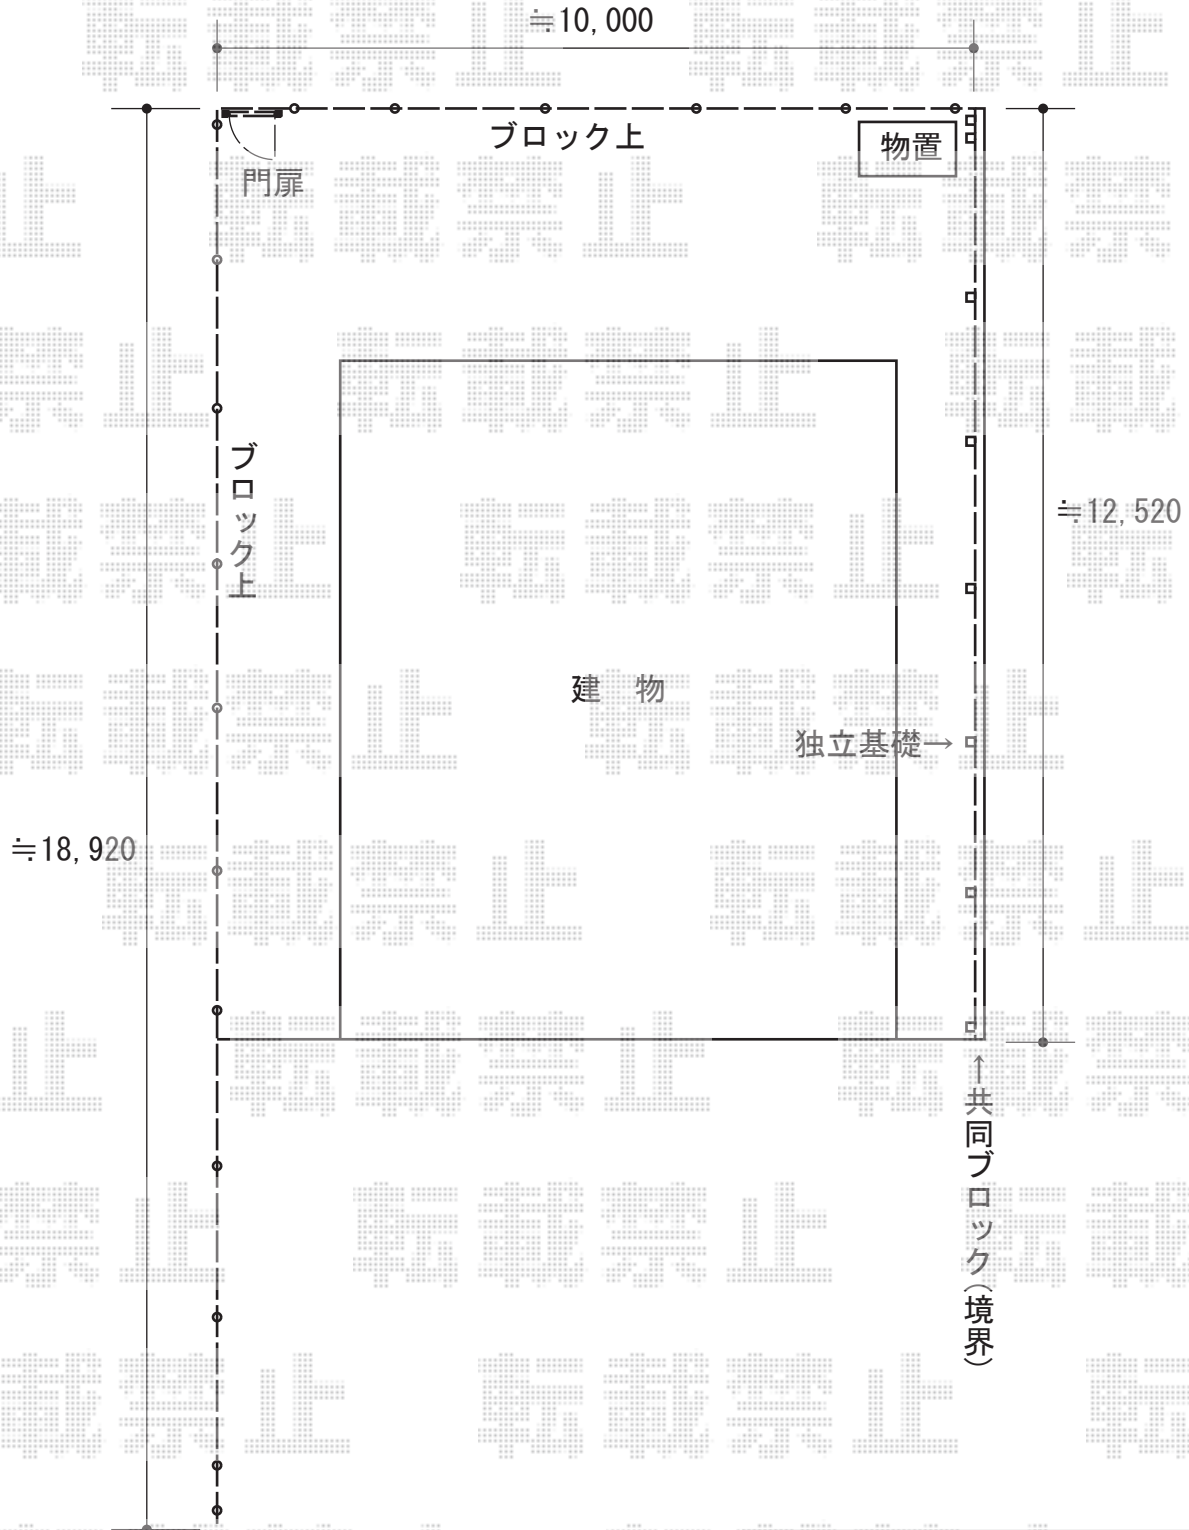 ≒10,000
ブロック上
物置
門扉
ブロック上
≒12,520
建　物
独立基礎→
≒18,920
←共同ブロック(境界)
転載禁止